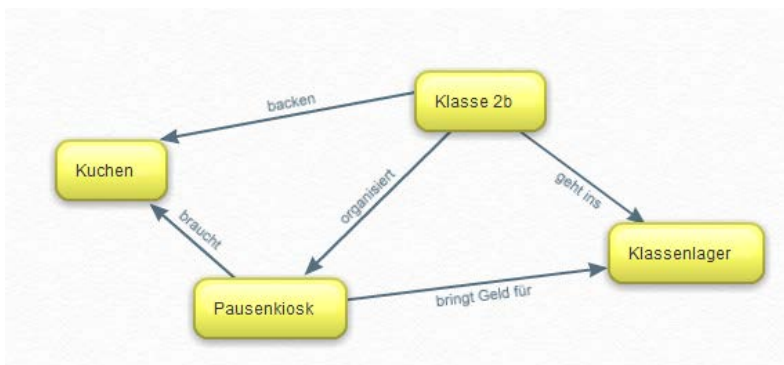 Klasse 2b
backen
Kuchen
organisiert
geht ins
braucht
Klassenlager
Pausenkiosk
bringt Geld für